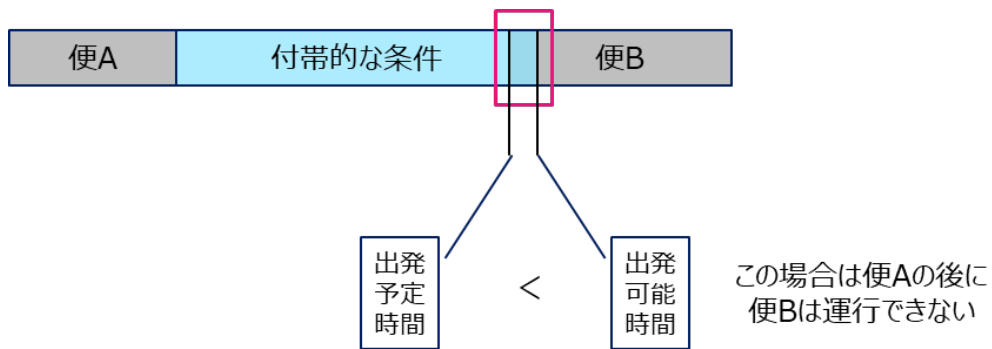 便A
付帯的な条件
便B
出発
予定
時間
＜
出発
可能
時間
この場合は便Aの後に
便Bは運行できない